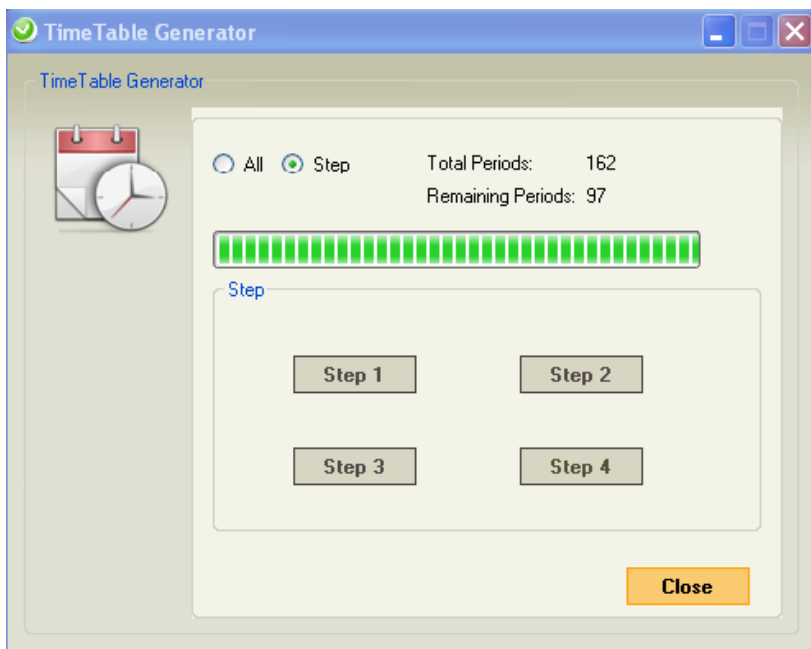 TimeTable Generator
TimeTable Generator
All Step Total Periods: 162
Remaining Periods: 97
Step
Step 1 Step 2
Step 3 Step 4
Close